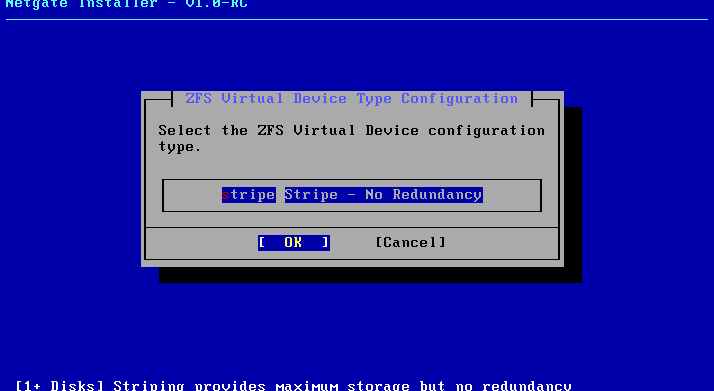 Netgate Installer - v1.0-RC
ZFS Virtual Device Type Configuration
Select the ZFS Virtual Device configuration
type.
stripe Stripe - No Redundancy
[ OK ] [Cancel]
[1+ Disks] Striping provides maximum storage but no redundancy